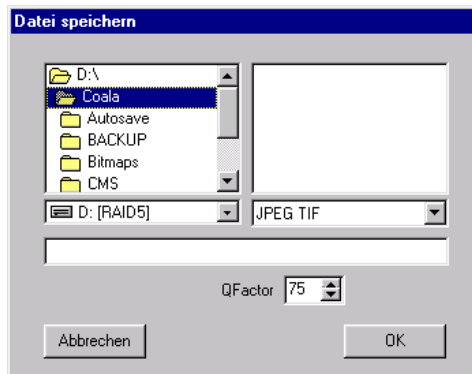 Datei speichern
D:\
Coala
Autosave
BACKUP
Bitmaps
CMS
D: [RAID5]
JPEG TIF
QFactor 75
Abbrechen
OK